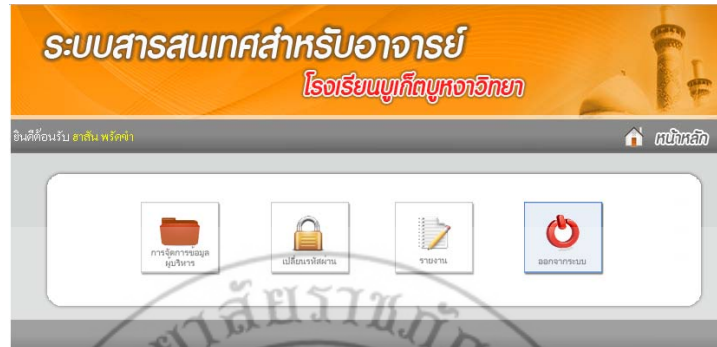 ระบบสารสนเทศสำหรับอาจารย์
โรงเรียนบูเก็ตบูหงาวิทยา
ยินดีต้อนรับ ฮาสัน พรัดขำ
หน้าหลัก
การจัดการข้อมูล
ผู้บริหาร
เปลี่ยนรหัสผ่าน
รายงาน
ออกจากระบบ